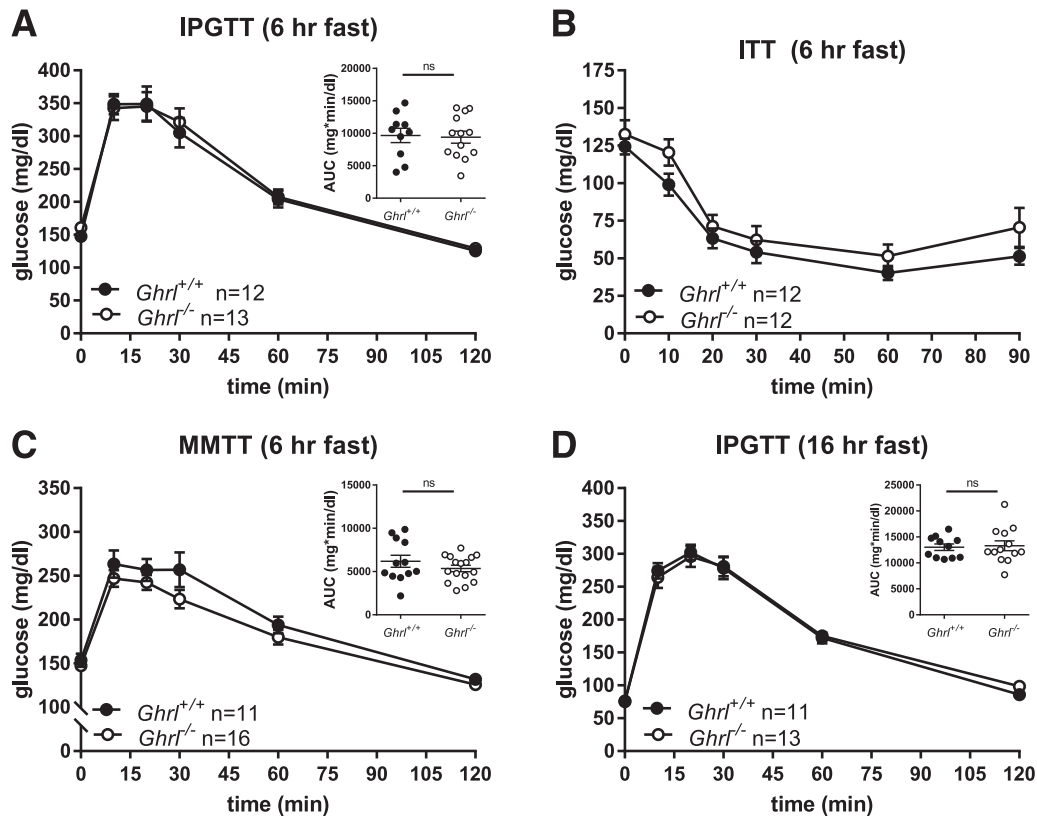 A
IPGTT (6 hr fast)
glucose (mg/dl)
400
350
300
250
200
150
100
50
0
0 15 30 45 60 75 90 105 120
time (min)
Ghrl+/+ n=12
Ghrl-/- n=13
AUC (mg*min/dl)
20000
15000
10000
5000
0
ns
Ghrl+/+ Ghrl-/-
B
ITT (6 hr fast)
glucose (mg/dl)
175
150
125
100
75
50
25
0
0 10 20 30 40 50 60 70 80 90
time (min)
Ghrl+/+ n=12
Ghrl-/- n=12
C
MMTT (6 hr fast)
glucose (mg/dl)
350
300
250
200
150
100
0
0 15 30 45 60 75 90 105 120
time (min)
Ghrl+/+ n=11
Ghrl-/- n=16
AUC (mg*min/dl)
15000
10000
5000
0
ns
Ghrl+/+ Ghrl-/-
D
IPGTT (16 hr fast)
glucose (mg/dl)
400
350
300
250
200
150
100
50
0
0 15 30 45 60 75 90 105 120
time (min)
Ghrl+/+ n=11
Ghrl-/- n=13
AUC (mg*min/dl)
25000
20000
15000
10000
5000
0
ns
Ghrl+/+ Ghrl-/-